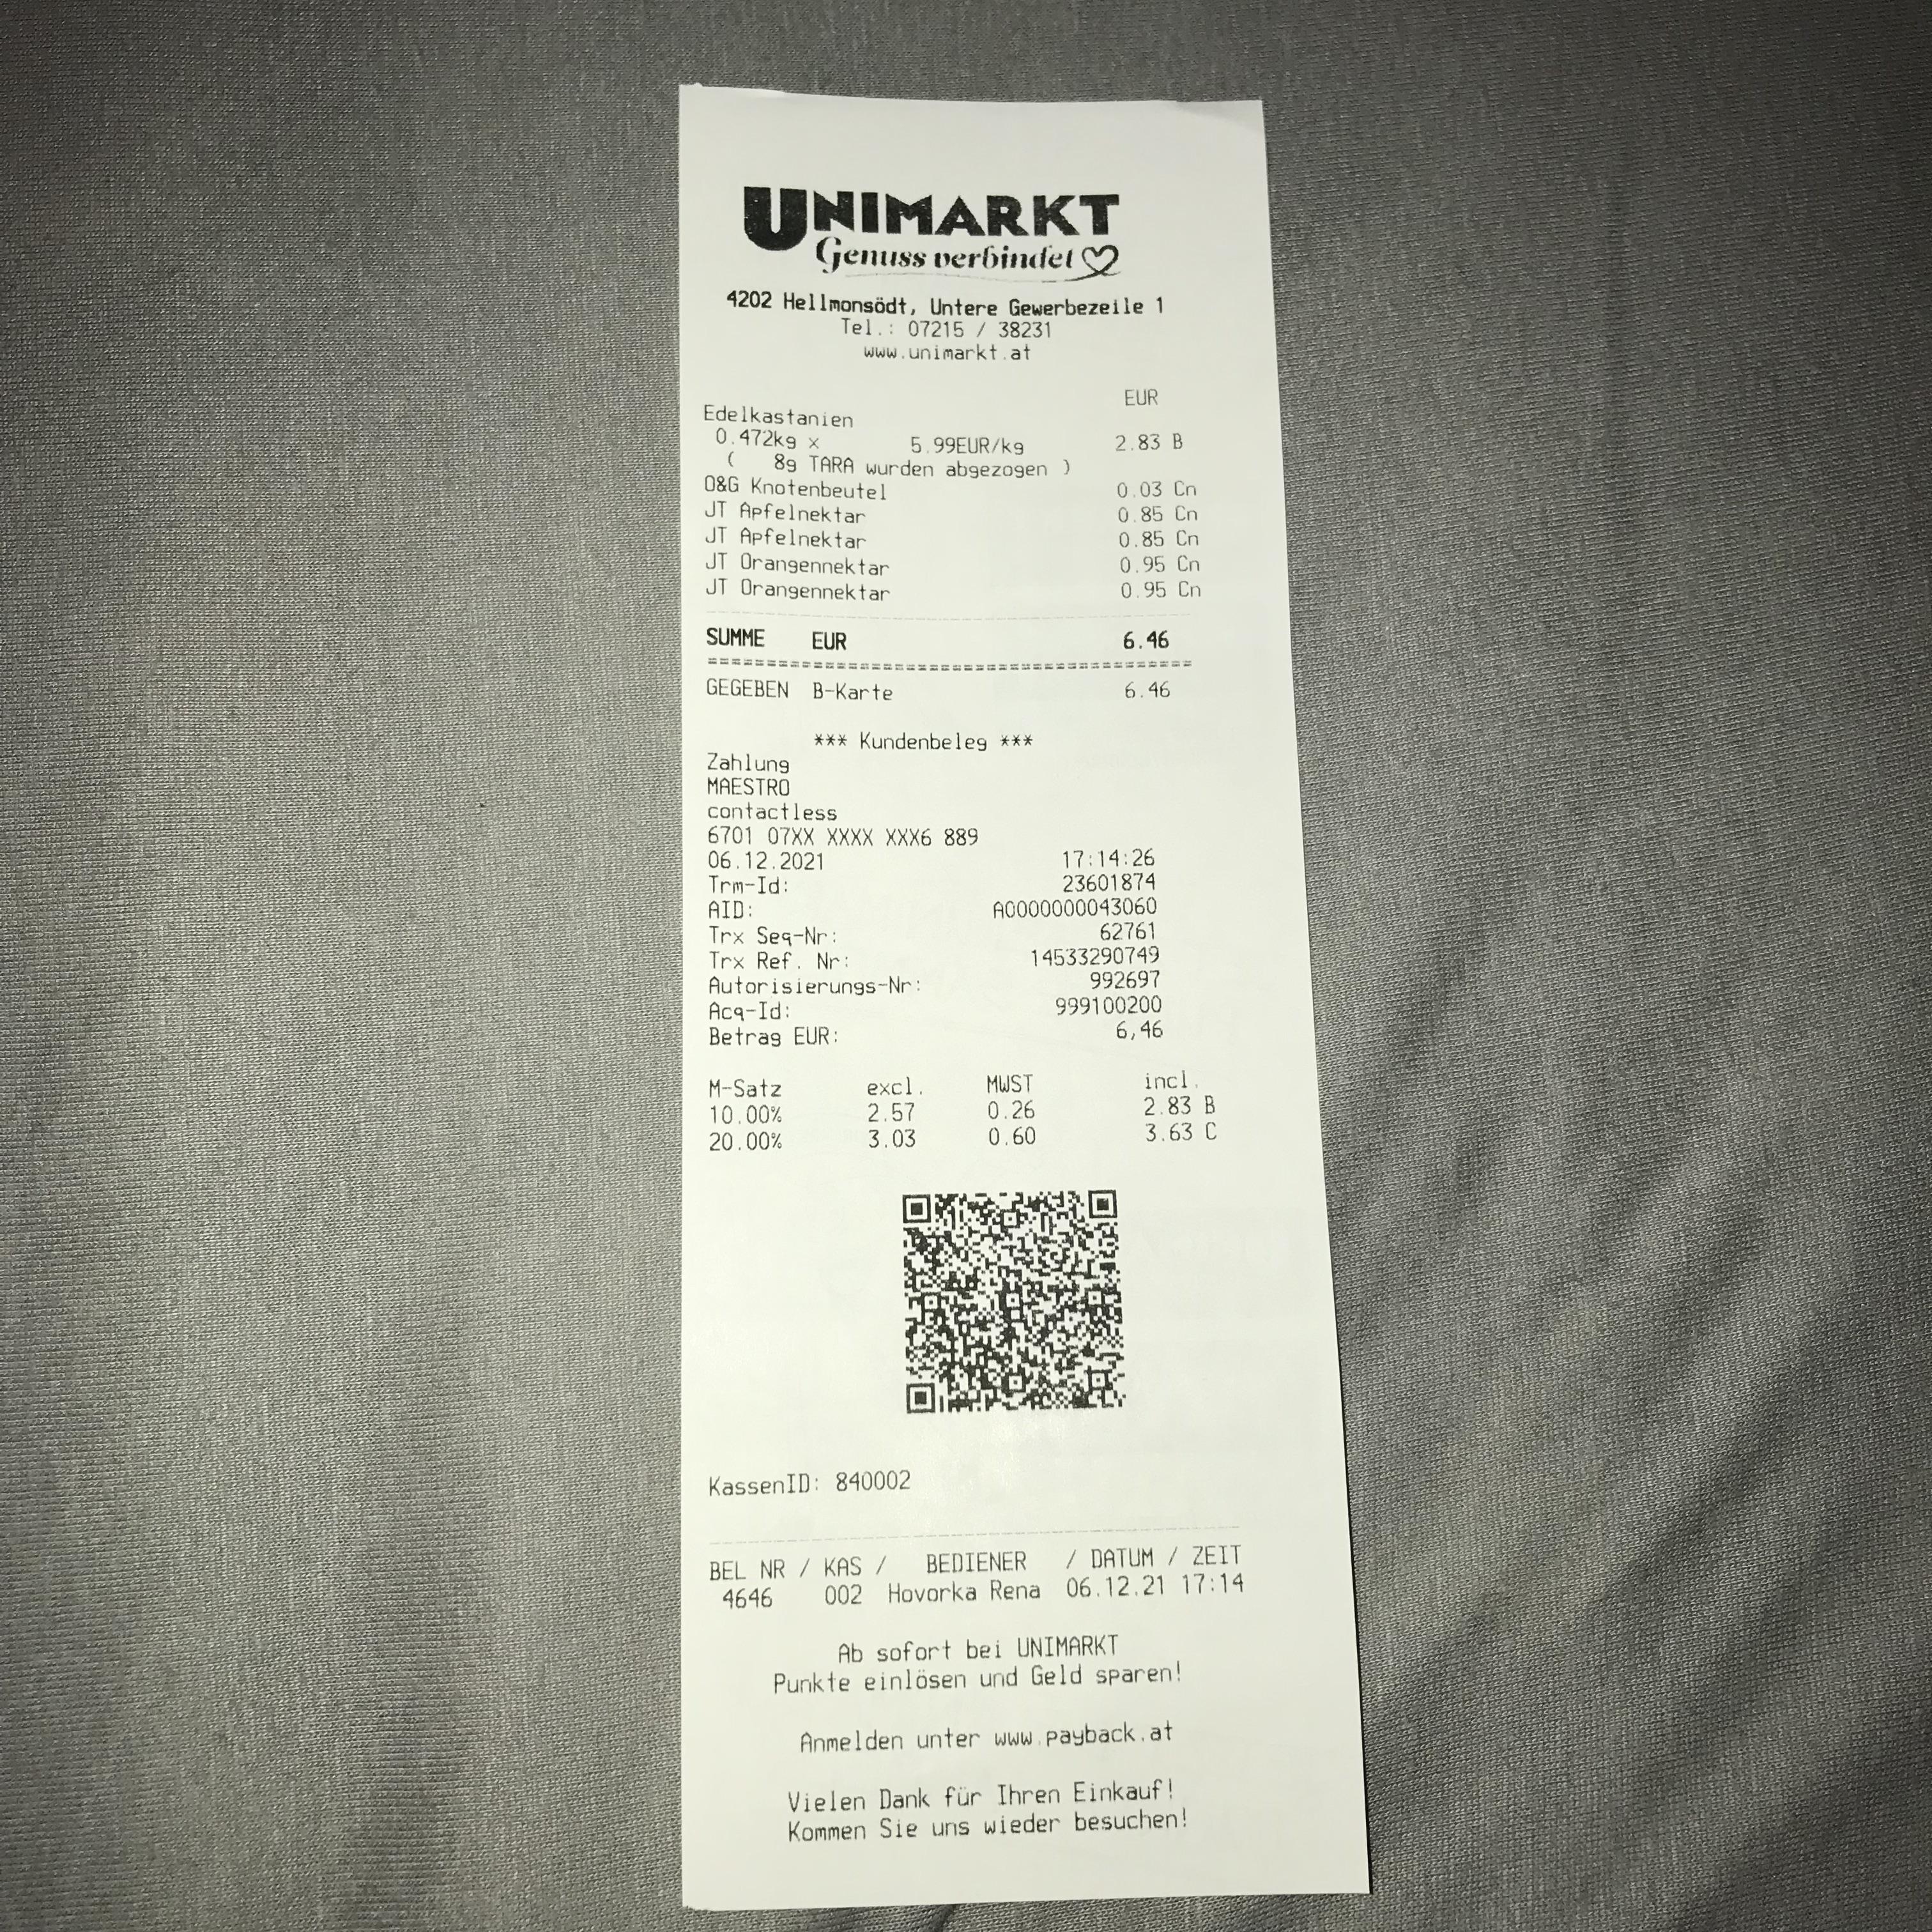 UNIMARKT
Genuss verbindet
4202 Hellmonsödt, Untere Gewerbezeile 1
Tel.: 07215 / 38231
www.unimarkt.at
EUR
Edelkastanien
0.472kg x 5.99EUR/kg 2.83 B
( 8g TARA wurden abgezogen )
O&G Knotenbeutel 0.03 Cn
JT Apfelnektar 0.85 Cn
JT Apfelnektar 0.85 Cn
JT Orangennektar 0.95 Cn
JT Orangennektar 0.95 Cn
SUMME EUR 6.46
GEGEBEN B-Karte 6.46
*** Kundenbeleg ***
Zahlung
MAESTRO
contactless
6701 07XX XXXX XXX6 889
06.12.2021 17:14:26
Trm-Id: 23601874
AID: A0000000043060
Trx Seq-Nr: 62761
Trx Ref. Nr: 14533290749
Autorisierungs-Nr: 992697
Acq-Id: 999100200
Betrag EUR: 6,46
M-Satz excl. MWST incl.
10.00% 2.57 0.26 2.83 B
20.00% 3.03 0.60 3.63 C
KassenID: 840002
BEL NR / KAS / BEDIENER / DATUM / ZEIT
4646 002 Hovorka Rena 06.12.21 17:14
Ab sofort bei UNIMARKT
Punkte einlösen und Geld sparen!
Anmelden unter www.payback.at
Vielen Dank für Ihren Einkauf!
Kommen Sie uns wieder besuchen!